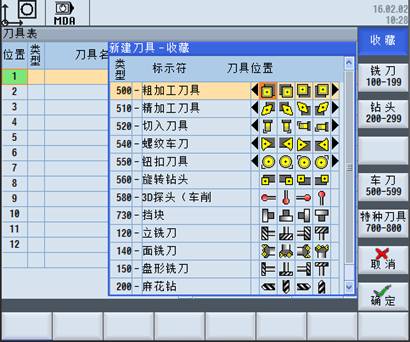 MDA
16.02.02
10:28
刀具表
位置
类型
刀具名
1
2
3
4
5
6
7
8
9
10
11
12
新建刀具 - 收藏
类型 标示符 刀具位置
500 - 粗加工刀具
510 - 精加工刀具
520 - 切入刀具
540 - 螺纹车刀
550 - 钮扣刀具
560 - 旋转钻头
580 - 3D探头（车削
730 - 挡块
120 - 立铣刀
140 - 面铣刀
150 - 盘形铣刀
200 - 麻花钻
收藏
铣刀
100-199
钻头
200-299
车刀
500-599
特种刀具
700-800
取消
确定